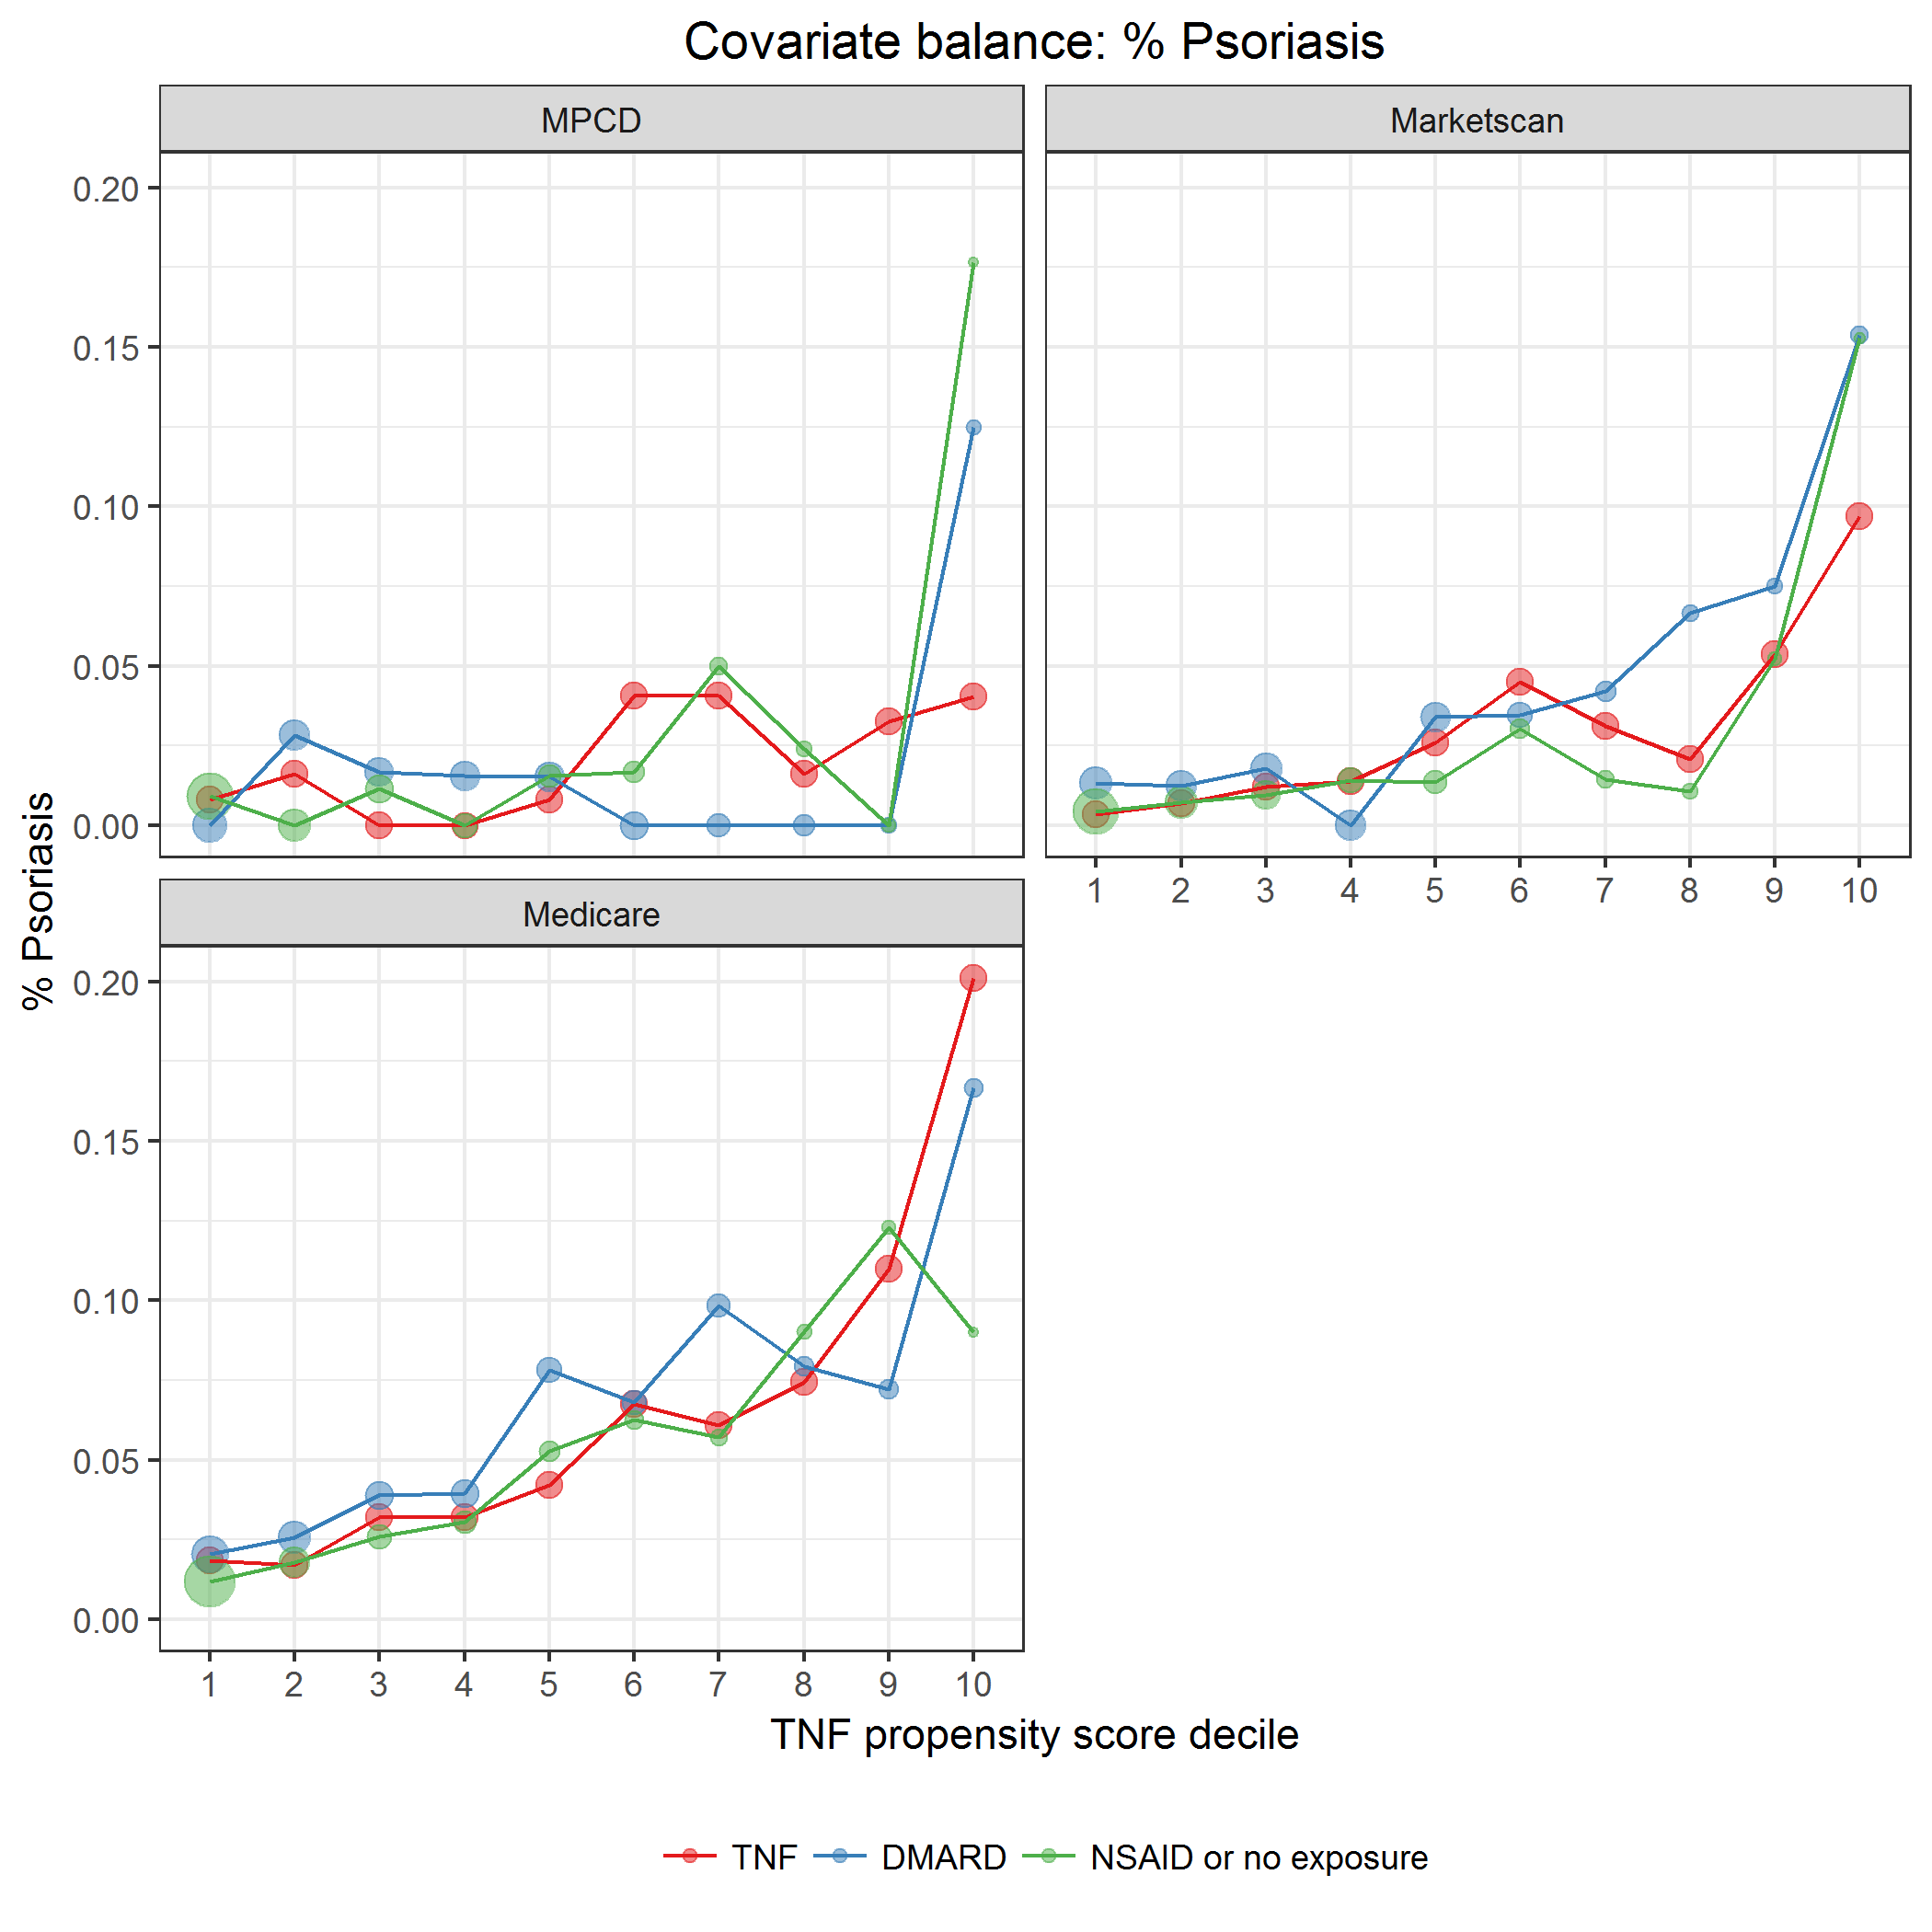 Covariate balance: % Psoriasis
MPCD
Marketscan
0.20
0.15
0.10
0.05
0.00
1 2 3 4 5 6 7 8 9 10
% Psoriasis
Medicare
0.20
0.15
0.10
0.05
0.00
1 2 3 4 5 6 7 8 9 10
TNF propensity score decile
TNF DMARD NSAID or no exposure